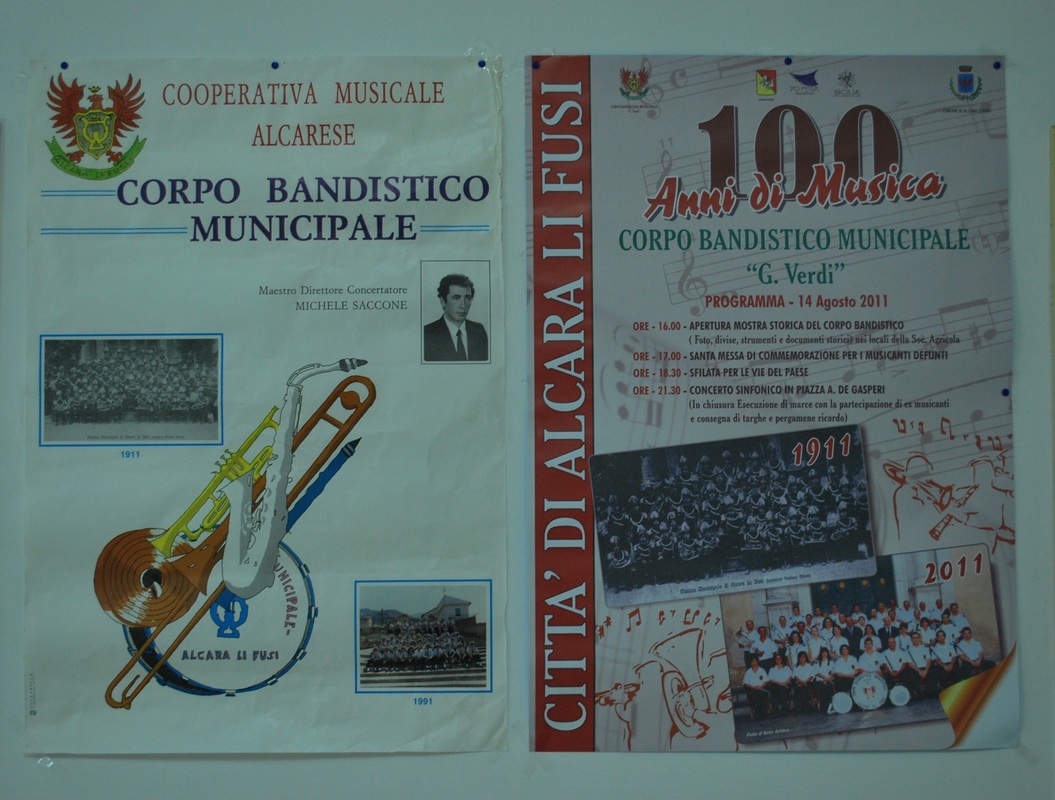 COOPERATIVA MUSICALE
ALCARESE
CORPO BANDISTICO
MUNICIPALE
Maestro Direttore Concertatore
MICHELE SACCONE
1911
MUNICIPALE
ALCARA LI FUSI
1991
CITTA' DI ALCARA LI FUSI
SICILIA
100
Anni di Musica
CORPO BANDISTICO MUNICIPALE
“G. Verdi”
PROGRAMMA - 14 Agosto 2011
ORE - 16.00 - APERTURA MOSTRA STORICA DEL CORPO BANDISTICO
( Foto, divise, strumenti e documenti storici) nei locali della Soc. Agricola
ORE - 17.00 - SANTA MESSA DI COMMEMORAZIONE PER I MUSICANTI DEFUNTI
ORE - 18.30 - SFILATA PER LE VIE DEL PAESE
ORE - 21.30 - CONCERTO SINFONICO IN PIAZZA A. DE GASPERI
(In chiusura Esecuzione di marce con la partecipazione di ex musicanti
e consegna di targhe e pergamene ricordo)
1911
2011